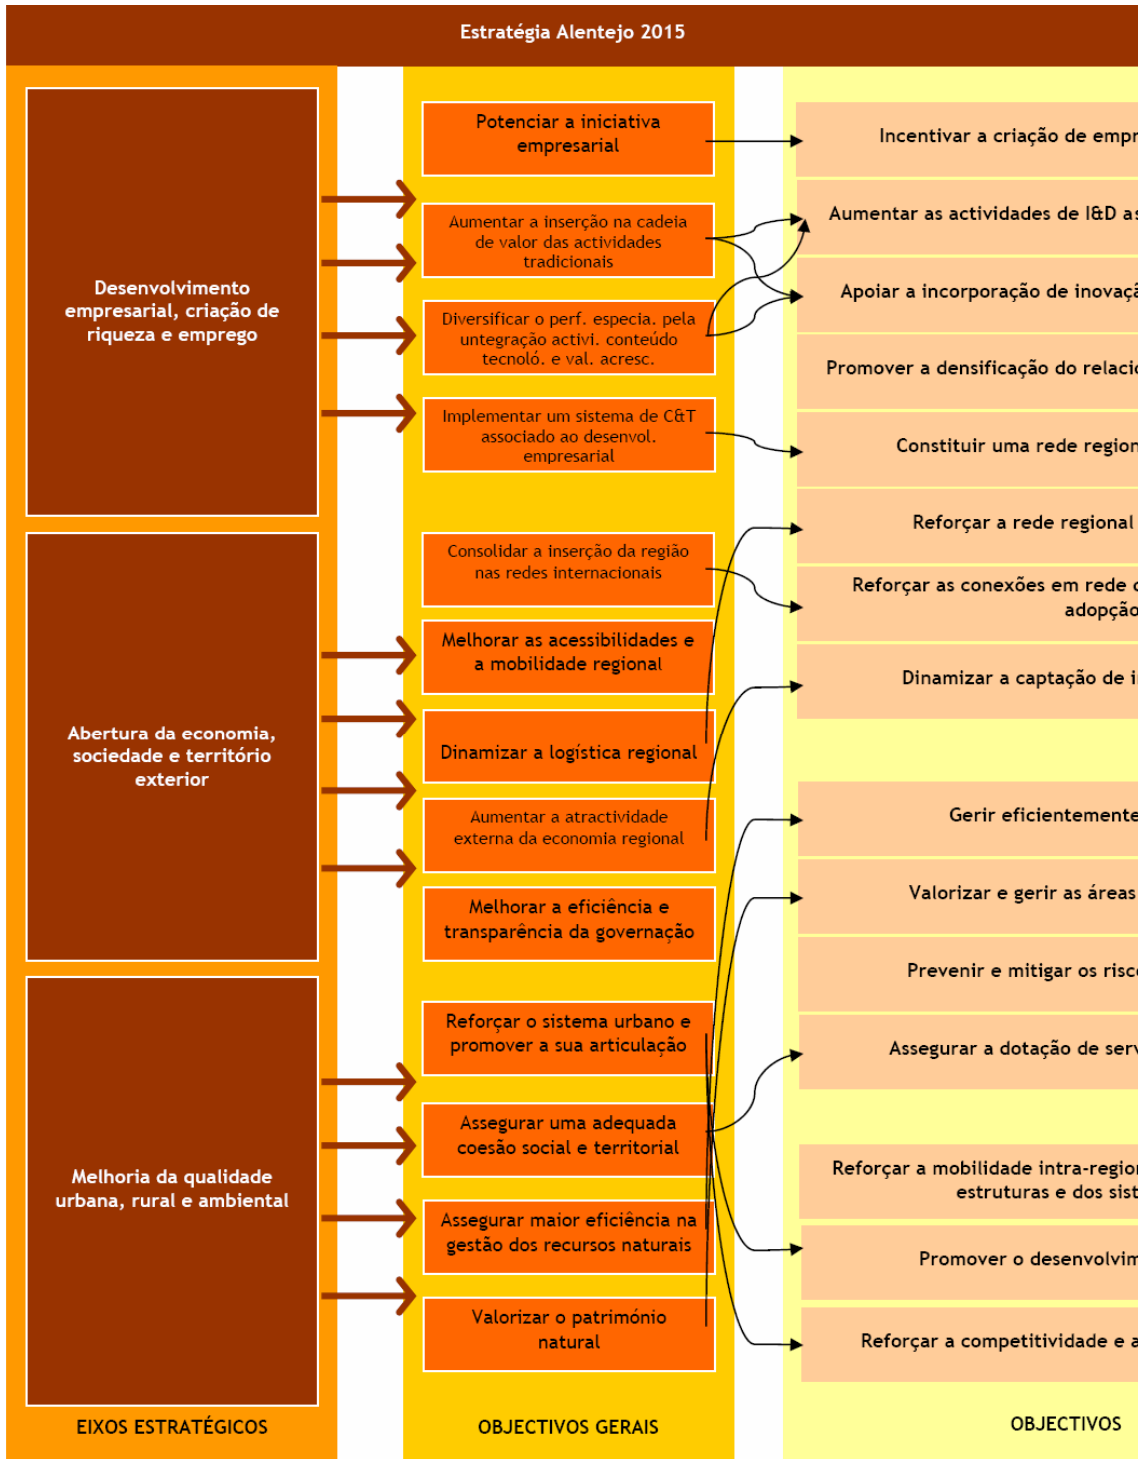 Estratégia Alentejo 2015
Desenvolvimento
empresarial, criação de
riqueza e emprego
Abertura da economia,
sociedade e território
exterior
Melhoria da qualidade
urbana, rural e ambiental
EIXOS ESTRATÉGICOS
Potenciar a iniciativa
empresarial
Aumentar a inserção na cadeia
de valor das actividades
tradicionais
Diversificar o perf. especia. pela
untegração activi. conteúdo
tecnoló. e val. acresc.
Implementar um sistema de C&T
associado ao desenvol.
empresarial
Consolidar a inserção da região
nas redes internacionais
Melhorar as acessibilidades e
a mobilidade regional
Dinamizar a logística regional
Aumentar a atractividade
externa da economia regional
Melhorar a eficiência e
transparência da governação
Reforçar o sistema urbano e
promover a sua articulação
Assegurar uma adequada
coesão social e territorial
Assegurar maior eficiência na
gestão dos recursos naturais
Valorizar o património
natural
OBJECTIVOS GERAIS
Incentivar a criação de empr
Aumentar as actividades de I&D as
Apoiar a incorporação de inovaçã
Promover a densificação do relacio
Constituir uma rede region
Reforçar a rede regional
Reforçar as conexões em rede
adopção
Dinamizar a captação de i
Gerir eficientemente
Valorizar e gerir as áreas
Prevenir e mitigar os risc
Assegurar a dotação de serv
Reforçar a mobilidade intra-region
estruturas e dos sist
Promover o desenvolvim
Reforçar a competitividade e a
OBJECTIVOS